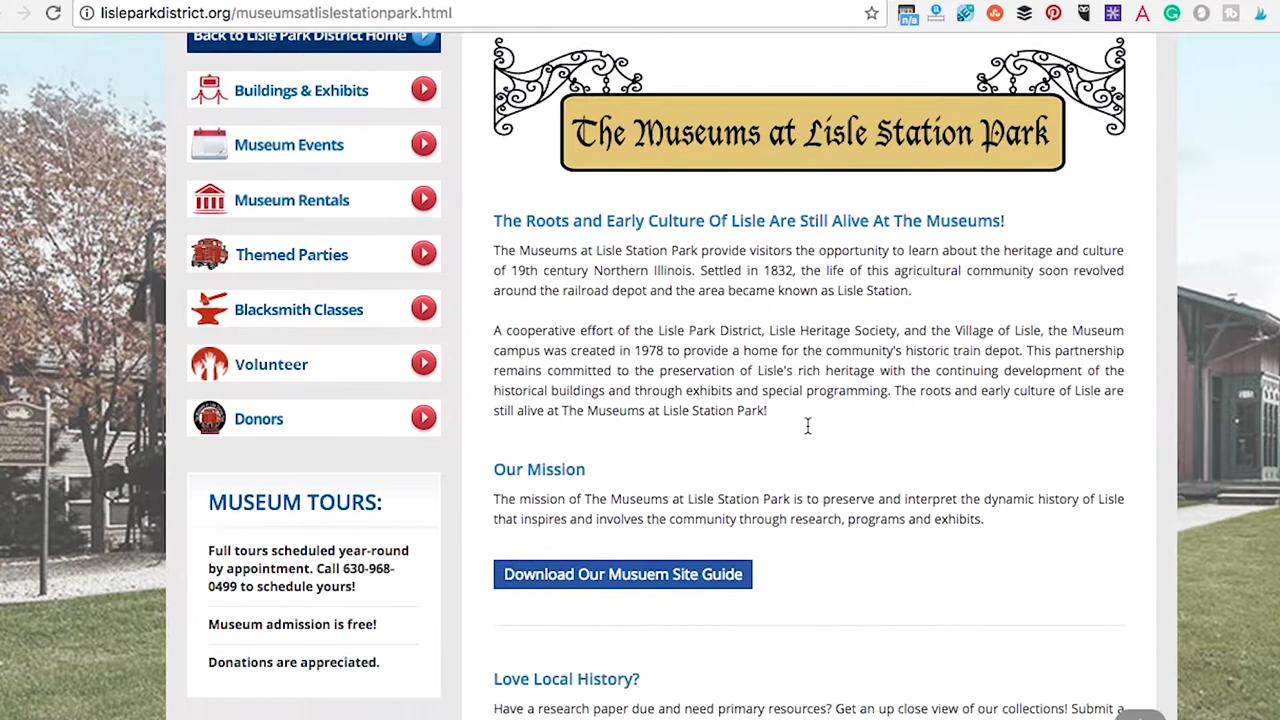 lisleparkdistrict.org/museumsatlislestationpark.html
n/a
Back to Lisle Park District Home
Buildings & Exhibits
Museum Events
Museum Rentals
Themed Parties
Blacksmith Classes
Volunteer
Donors
MUSEUM TOURS:
Full tours scheduled year-round
by appointment. Call 630-968-
0499 to schedule yours!
Museum admission is free!
Donations are appreciated.
The Museums at Lisle Station Park
The Roots and Early Culture Of Lisle Are Still Alive At The Museums!
The Museums at Lisle Station Park provide visitors the opportunity to learn about the heritage and culture
of 19th century Northern Illinois. Settled in 1832, the life of this agricultural community soon revolved
around the railroad depot and the area became known as Lisle Station.
A cooperative effort of the Lisle Park District, Lisle Heritage Society, and the Village of Lisle, the Museum
campus was created in 1978 to provide a home for the community's historic train depot. This partnership
remains committed to the preservation of Lisle's rich heritage with the continuing development of the
historical buildings and through exhibits and special programming. The roots and early culture of Lisle are
still alive at The Museums at Lisle Station Park!
Our Mission
The mission of The Museums at Lisle Station Park is to preserve and interpret the dynamic history of Lisle
that inspires and involves the community through research, programs and exhibits.
Download Our Musuem Site Guide
Love Local History?
Have a research paper due and need primary resources? Get an up close view of our collections! Submit a